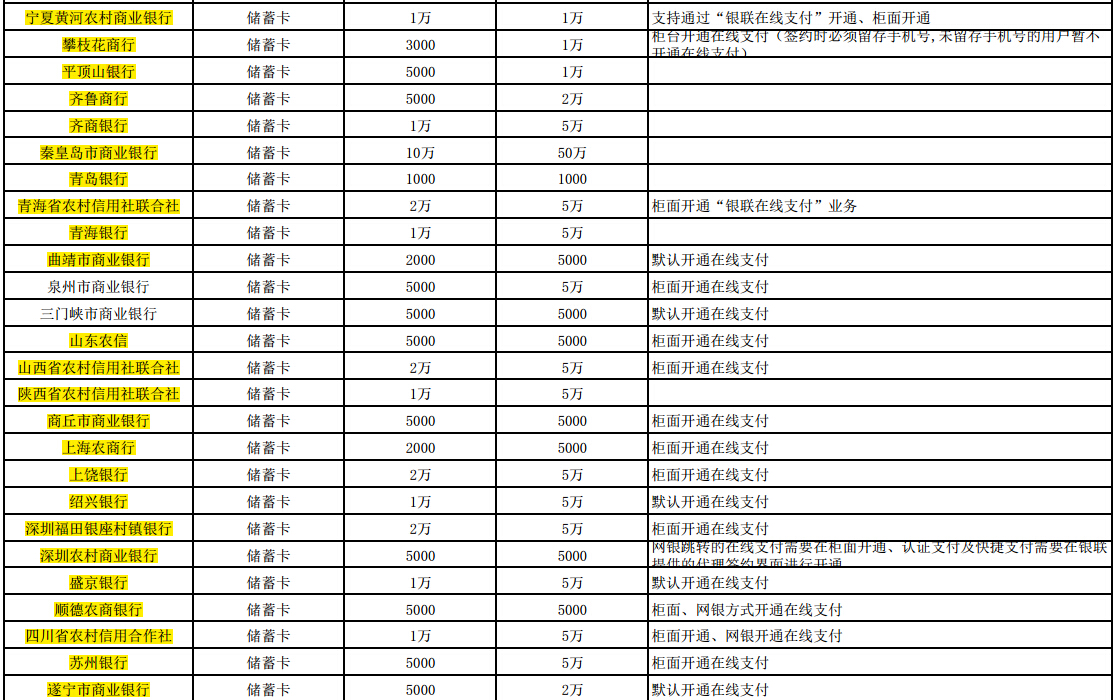 宁夏黄河农村商业银行 储蓄卡 1万 1万 支持通过“银联在线支付”开通、柜面开通
攀枝花商行 储蓄卡 3000 1万 柜台开通在线支付（签约时必须留存手机号,未留存手机号的用户暂不
开通在线支付）
平顶山银行 储蓄卡 5000 1万
齐鲁商行 储蓄卡 5000 2万
齐商银行 储蓄卡 1万 5万
秦皇岛市商业银行 储蓄卡 10万 50万
青岛银行 储蓄卡 1000 1000
青海省农村信用社联合社 储蓄卡 2万 5万 柜面开通“银联在线支付”业务
青海银行 储蓄卡 1万 5万
曲靖市商业银行 储蓄卡 2000 5000 默认开通在线支付
泉州市商业银行 储蓄卡 5000 5万 柜面开通在线支付
三门峡市商业银行 储蓄卡 5000 5000 默认开通在线支付
山东农信 储蓄卡 5000 5000 柜面开通在线支付
山西省农村信用社联合社 储蓄卡 2万 5万 柜面开通在线支付
陕西省农村信用社联合社 储蓄卡 1万 5万
商丘市商业银行 储蓄卡 5000 5000 柜面开通在线支付
上海农商行 储蓄卡 2000 5000 柜面开通在线支付
上饶银行 储蓄卡 2万 5万 柜面开通在线支付
绍兴银行 储蓄卡 1万 5万 默认开通在线支付
深圳福田银座村镇银行 储蓄卡 2万 5万 柜面开通在线支付
深圳农村商业银行 储蓄卡 5000 5000 网银跳转的在线支付需要在柜面开通、认证支付及快捷支付需要在银联
提供的代理签约界面进行开通
盛京银行 储蓄卡 1万 5万 默认开通在线支付
顺德农商银行 储蓄卡 5000 5000 柜面、网银方式开通在线支付
四川省农村信用合作社 储蓄卡 1万 5万 柜面开通、网银开通在线支付
苏州银行 储蓄卡 5000 5万 柜面开通在线支付
遂宁市商业银行 储蓄卡 5000 2万 默认开通在线支付